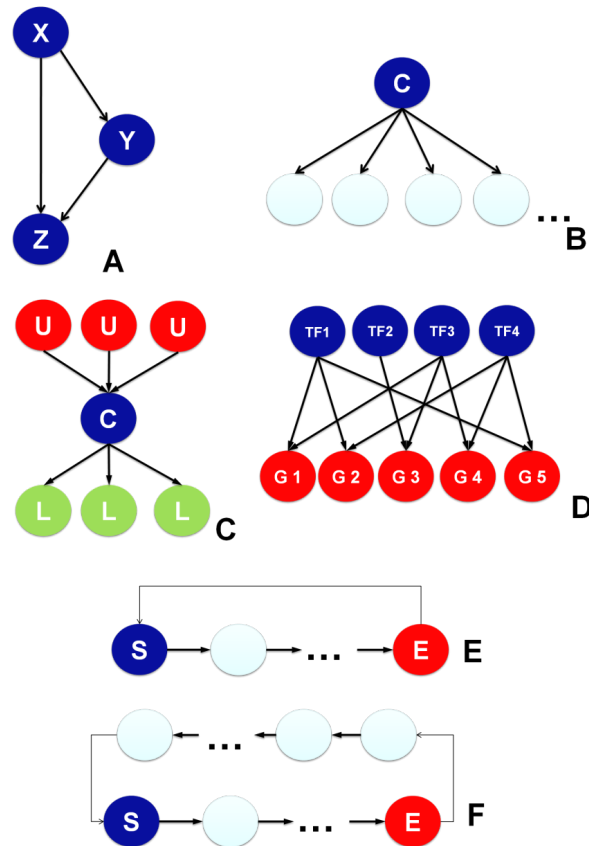 X
Y
Z
A
C
...
B
U U U
C
L L L
C
TF1 TF2 TF3 TF4
G 1 G 2 G 3 G 4 G 5
D
S ... E
E
...
S ... E
F